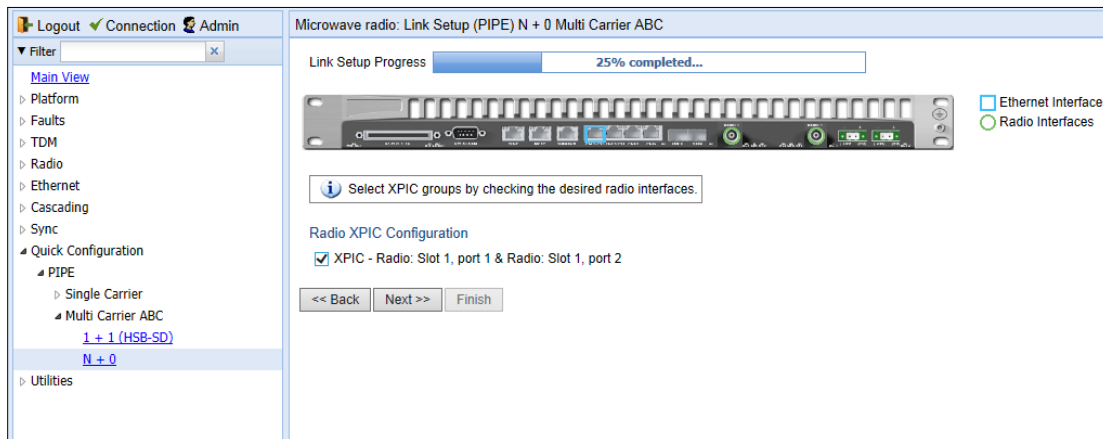 Logout Connection Admin
Filter
Main View
Platform
Faults
TDM
Radio
Ethernet
Cascading
Sync
Quick Configuration
PIPE
Single Carrier
Multi Carrier ABC
1 + 1 (HSB-SD)
N + 0
Utilities
Microwave radio: Link Setup (PIPE) N + 0 Multi Carrier ABC
Link Setup Progress 25% completed...
Ethernet Interface
Radio Interfaces
Select XPIC groups by checking the desired radio interfaces.
Radio XPIC Configuration
XPIC - Radio: Slot 1, port 1 & Radio: Slot 1, port 2
<< Back Next >> Finish